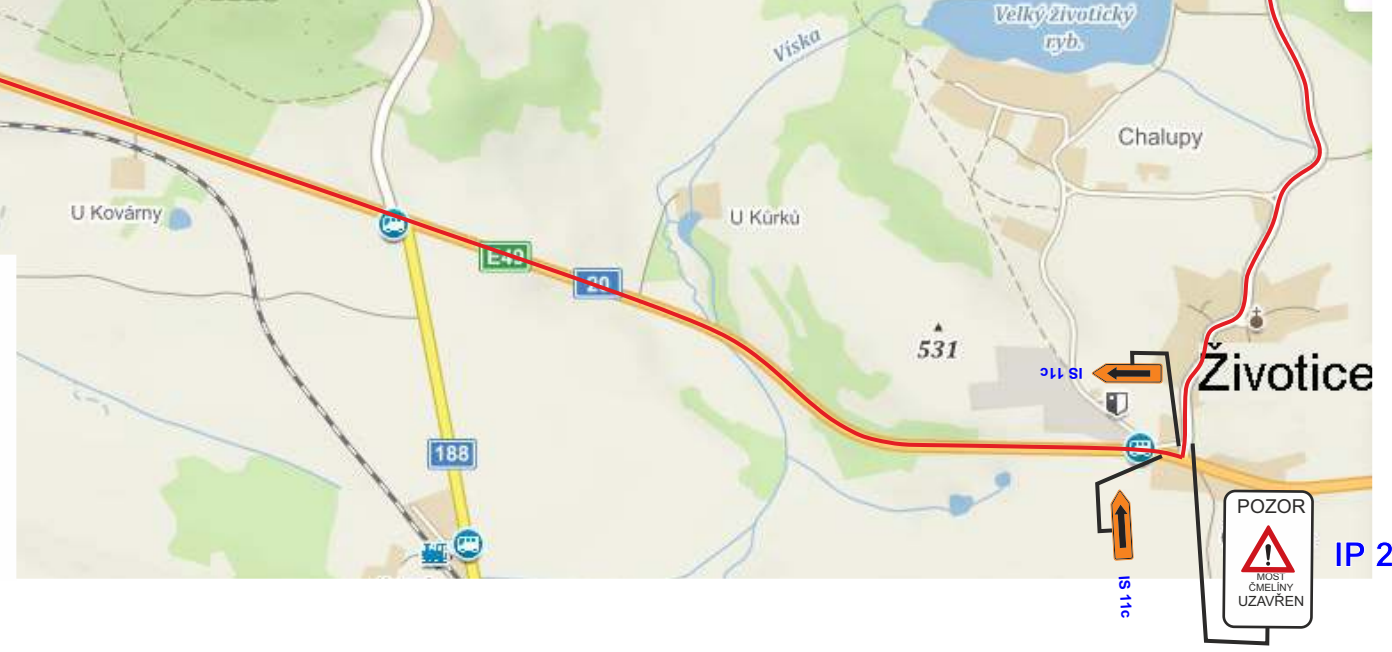 Velký životický
ryb.
Víska
Chalupy
U Kovárny
U Kůrků
E49
20
531
IS 11c
Životice
188
POZOR
!
MOST
ČMELÍNY
UZAVŘEN
IP 2
IS 11c